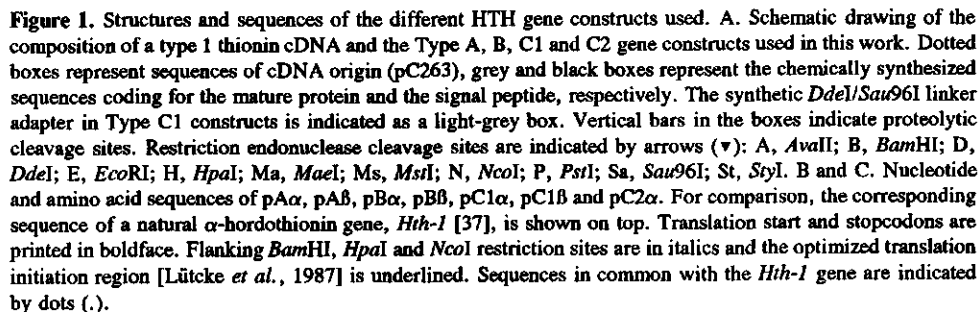 Figure 1. Structures and sequences of the different HTH gene constructs used. A. Schematic drawing of the
composition of a type 1 thionin cDNA and the Type A, B, C1 and C2 gene constructs used in this work. Dotted
boxes represent sequences of cDNA origin (pC263), grey and black boxes represent the chemically synthesized
sequences coding for the mature protein and the signal peptide, respectively. The synthetic DdeI/Sau96I linker
adapter in Type C1 constructs is indicated as a light-grey box. Vertical bars in the boxes indicate proteolytic
cleavage sites. Restriction endonuclease cleavage sites are indicated by arrows (▼): A, AvaII; B, BamHI; D,
DdeI; E, EcoRI; H, HpaI; Ma, MaeI; Ms, MstI; N, NcoI; P, PstI; Sa, Sau96I; St, StyI. B and C. Nucleotide
and amino acid sequences of pAα, pAß, pBα, pBß, pC1α, pC1ß and pC2α. For comparison, the corresponding
sequence of a natural α-hordothionin gene, Hth-1 [37], is shown on top. Translation start and stopcodons are
printed in boldface. Flanking BamHI, HpaI and NcoI restriction sites are in italics and the optimized translation
initiation region [Lütcke et al., 1987] is underlined. Sequences in common with the Hth-1 gene are indicated
by dots (.).